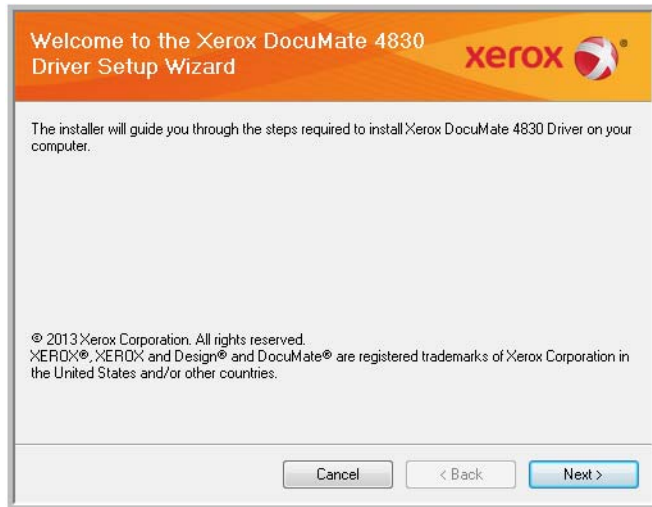 Welcome to the Xerox DocuMate 4830
Driver Setup Wizard
xerox
The installer will guide you through the steps required to install Xerox DocuMate 4830 Driver on your
computer.
© 2013 Xerox Corporation. All rights reserved.
XEROX®, XEROX and Design® and DocuMate® are registered trademarks of Xerox Corporation in
the United States and/or other countries.
Cancel
< Back
Next >